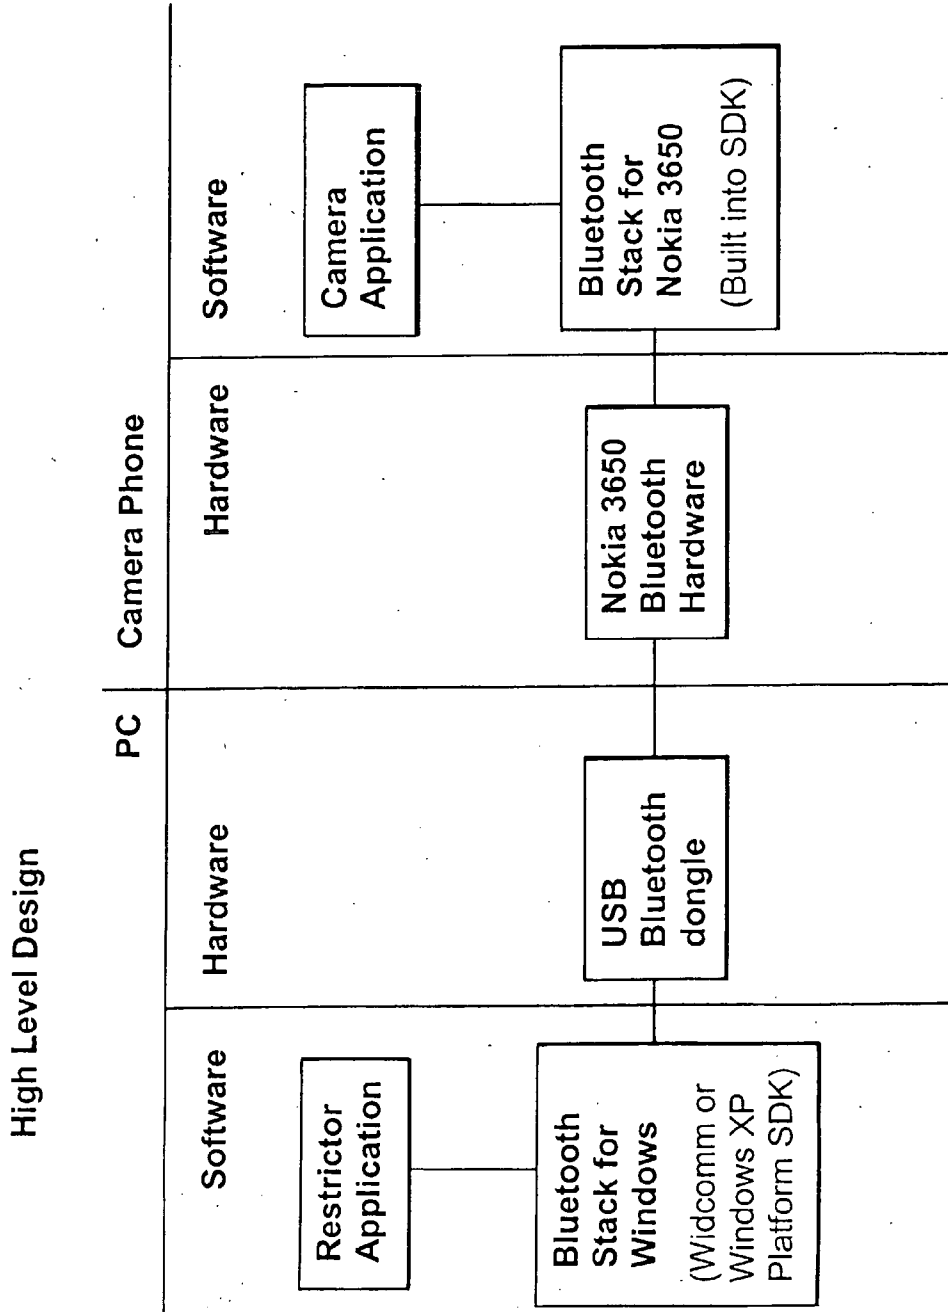 High Level Design
PC
Camera Phone
Software
Hardware
Hardware
Software
Restrictor
Application
Camera
Application
Bluetooth
Stack for
Windows
(Widcomm or
Windows XP
Platform SDK)
USB
Bluetooth
dongle
Nokia 3650
Bluetooth
Hardware
Bluetooth
Stack for
Nokia 3650
(Built into SDK)